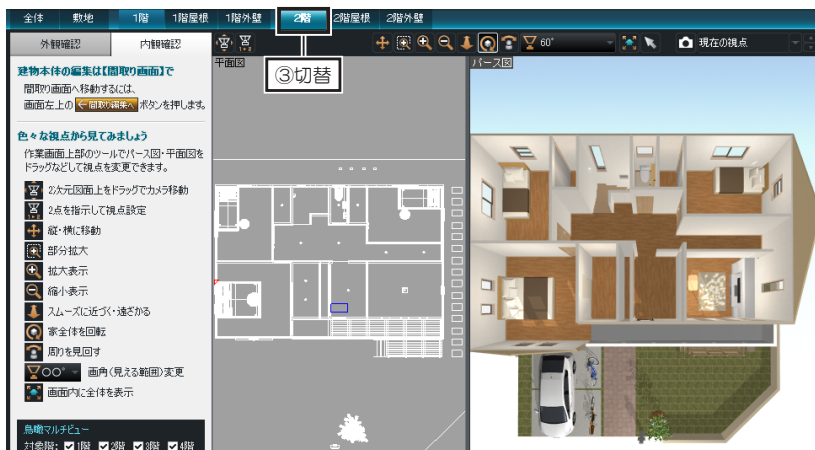 全体 敷地 1階 1階屋根 1階外壁 2階 2階屋根 2階外壁
外観確認 内観確認
60° 現在の視点
③切替
平面図
パース図
建物本体の編集は【間取り画面】で
間取り画面へ移動するには、
画面左上の ←間取り編集へ ボタンを押します。
色々な視点から見てみましょう
作業画面上部のツールでパース図・平面図を
ドラッグなどして視点を変更できます。
2次元図面上をドラッグでカメラ移動
2点を指示して視点設定
縦・横に移動
部分拡大
拡大表示
縮小表示
スムーズに近づく・遠ざかる
家全体を回転
周りを見回す
○○° 画角(見える範囲)変更
画面内に全体を表示
鳥瞰マルチビュー
対象階: 1階 2階 3階 4階